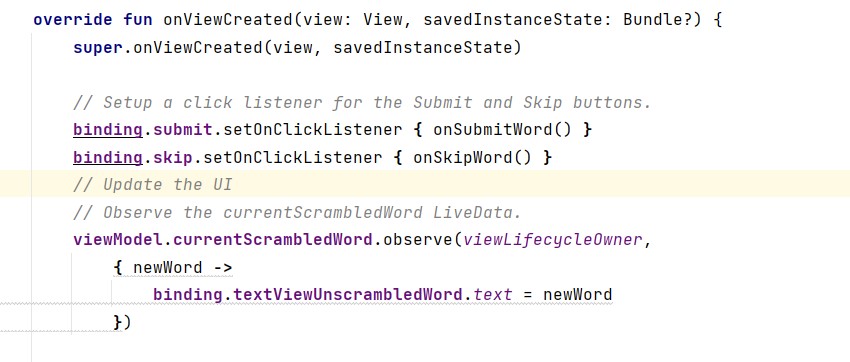 override fun onViewCreated(view: View, savedInstanceState: Bundle?) {
super.onViewCreated(view, savedInstanceState)
// Setup a click listener for the Submit and Skip buttons.
binding.submit.setOnClickListener { onSubmitWord() }
binding.skip.setOnClickListener { onSkipWord() }
// Update the UI
// Observe the currentScrambledWord LiveData.
viewModel.currentScrambledWord.observe(viewLifecycleOwner,
{ newWord ->
binding.textViewUnscrambledWord.text = newWord
})